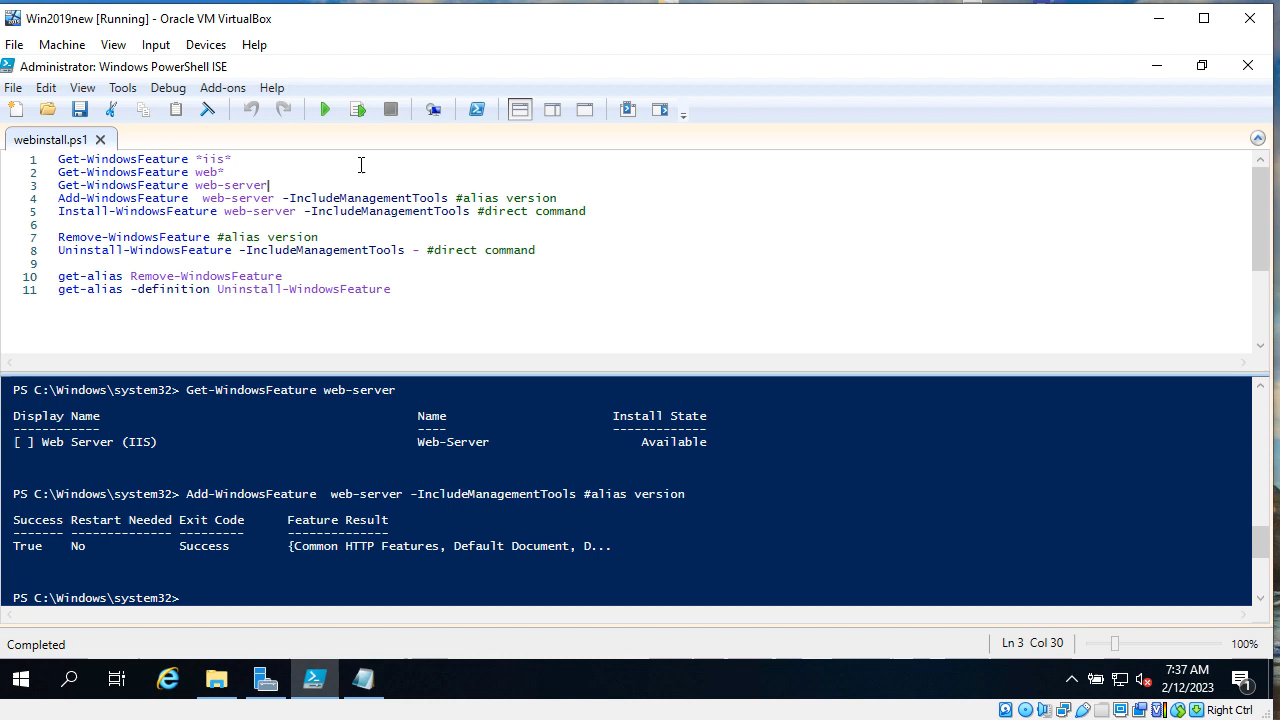 Win2019new [Running] - Oracle VM VirtualBox
File Machine View Input Devices Help
Administrator: Windows PowerShell ISE
File Edit View Tools Debug Add-ons Help
webinstall.ps1
1 Get-WindowsFeature *iis*
2 Get-WindowsFeature web*
3 Get-WindowsFeature web-server
4 Add-WindowsFeature  web-server -IncludeManagementTools #alias version
5 Install-WindowsFeature web-server -IncludeManagementTools #direct command
6
7 Remove-WindowsFeature #alias version
8 Uninstall-WindowsFeature -IncludeManagementTools - #direct command
9
10 get-alias Remove-WindowsFeature
11 get-alias -definition Uninstall-WindowsFeature
PS C:\Windows\system32> Get-WindowsFeature web-server
Display Name Name Install State
------------ ---- -------------
[ ] Web Server (IIS) Web-Server Available
PS C:\Windows\system32> Add-WindowsFeature  web-server -IncludeManagementTools #alias version
Success Restart Needed Exit Code Feature Result
------- -------------- --------- --------------
True No Success {Common HTTP Features, Default Document, D...
PS C:\Windows\system32>
Completed Ln 3 Col 30 100%
7:37 AM
2/12/2023
1
Right Ctrl